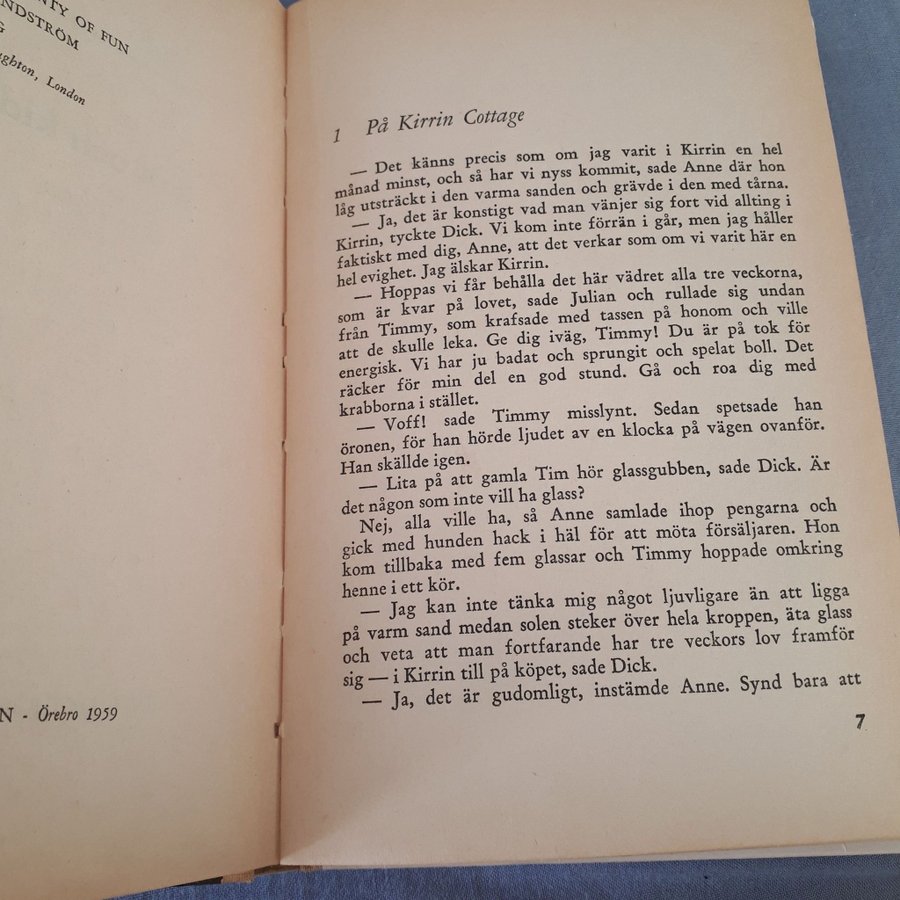 NTY OF FUN
NDSTRÖM
G
ghton, London
N - Örebro 1959
1 På Kirrin Cottage
— Det känns precis som om jag varit i Kirrin en hel
månad minst, och så har vi nyss kommit, sade Anne där hon
låg utsträckt i den varma sanden och grävde i den med tårna.
— Ja, det är konstigt vad man vänjer sig fort vid allting i
Kirrin, tyckte Dick. Vi kom inte förrän i går, men jag håller
faktiskt med dig, Anne, att det verkar som om vi varit här en
hel evighet. Jag älskar Kirrin.
— Hoppas vi får behålla det här vädret alla tre veckorna,
som är kvar på lovet, sade Julian och rullade sig undan
från Timmy, som krafsade med tassen på honom och ville
att de skulle leka. Ge dig iväg, Timmy! Du är på tok för
energisk. Vi har ju badat och sprungit och spelat boll. Det
räcker för min del en god stund. Gå och roa dig med
krabborna i stället.
— Voff! sade Timmy misslynt. Sedan spetsade han
öronen, för han hörde ljudet av en klocka på vägen ovanför.
Han skällde igen.
— Lita på att gamla Tim hör glassgubben, sade Dick. Är
det någon som inte vill ha glass?
Nej, alla ville ha, så Anne samlade ihop pengarna och
gick med hunden hack i häl för att möta försäljaren. Hon
kom tillbaka med fem glassar och Timmy hoppade omkring
henne i ett kör.
— Jag kan inte tänka mig något ljuvligare än att ligga
på varm sand medan solen steker över hela kroppen, äta glass
och veta att man fortfarande har tre veckors lov framför
sig — i Kirrin till på köpet, sade Dick.
— Ja, det är gudomligt, instämde Anne. Synd bara att
7